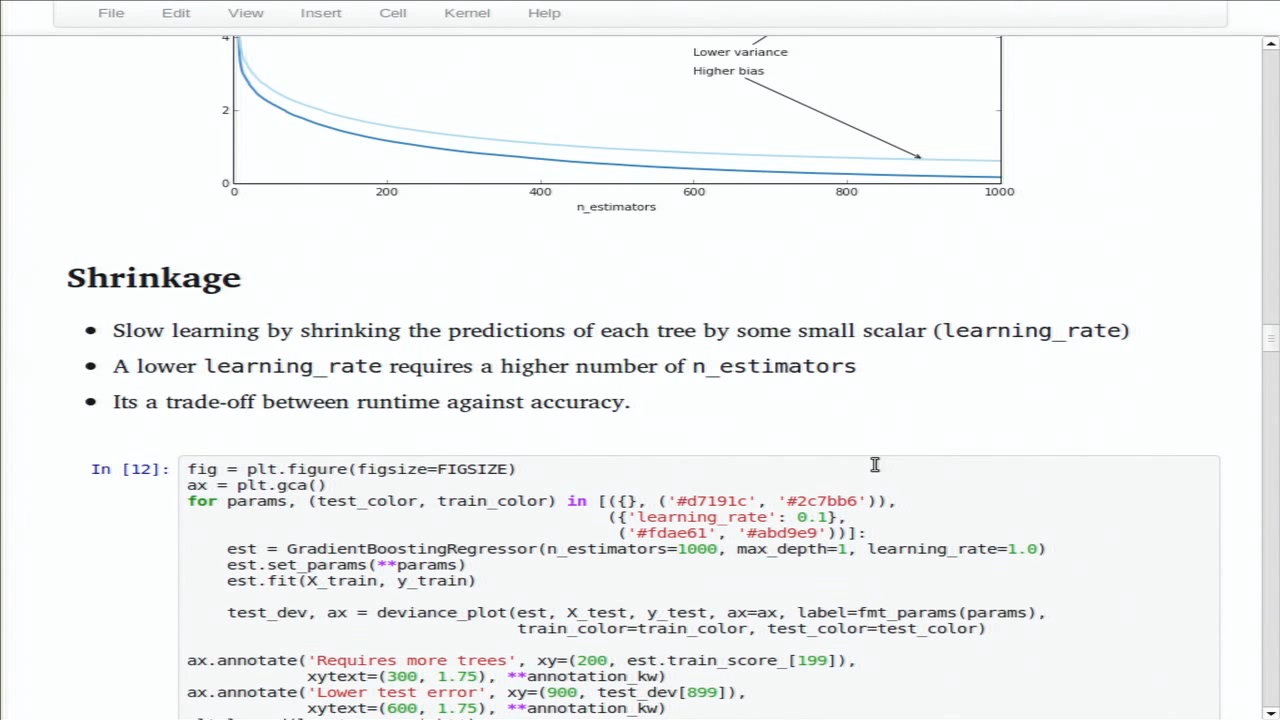 File Edit View Insert Cell Kernel Help
4
Lower variance
Higher bias
2
0
0 200 400 600 800 1000
n_estimators
Shrinkage
• Slow learning by shrinking the predictions of each tree by some small scalar (learning_rate)
• A lower learning_rate requires a higher number of n_estimators
• Its a trade-off between runtime against accuracy.
In [12]: fig = plt.figure(figsize=FIGSIZE)
ax = plt.gca()
for params, (test_color, train_color) in [({}, ('#d7191c', '#2c7bb6')),
({'learning_rate': 0.1},
('#fdae61', '#abd9e9'))]:
est = GradientBoostingRegressor(n_estimators=1000, max_depth=1, learning_rate=1.0)
est.set_params(**params)
est.fit(X_train, y_train)
test_dev, ax = deviance_plot(est, X_test, y_test, ax=ax, label=fmt_params(params),
train_color=train_color, test_color=test_color)
ax.annotate('Requires more trees', xy=(200, est.train_score_[199]),
xytext=(300, 1.75), **annotation_kw)
ax.annotate('Lower test error', xy=(900, test_dev[899]),
xytext=(600, 1.75), **annotation_kw)